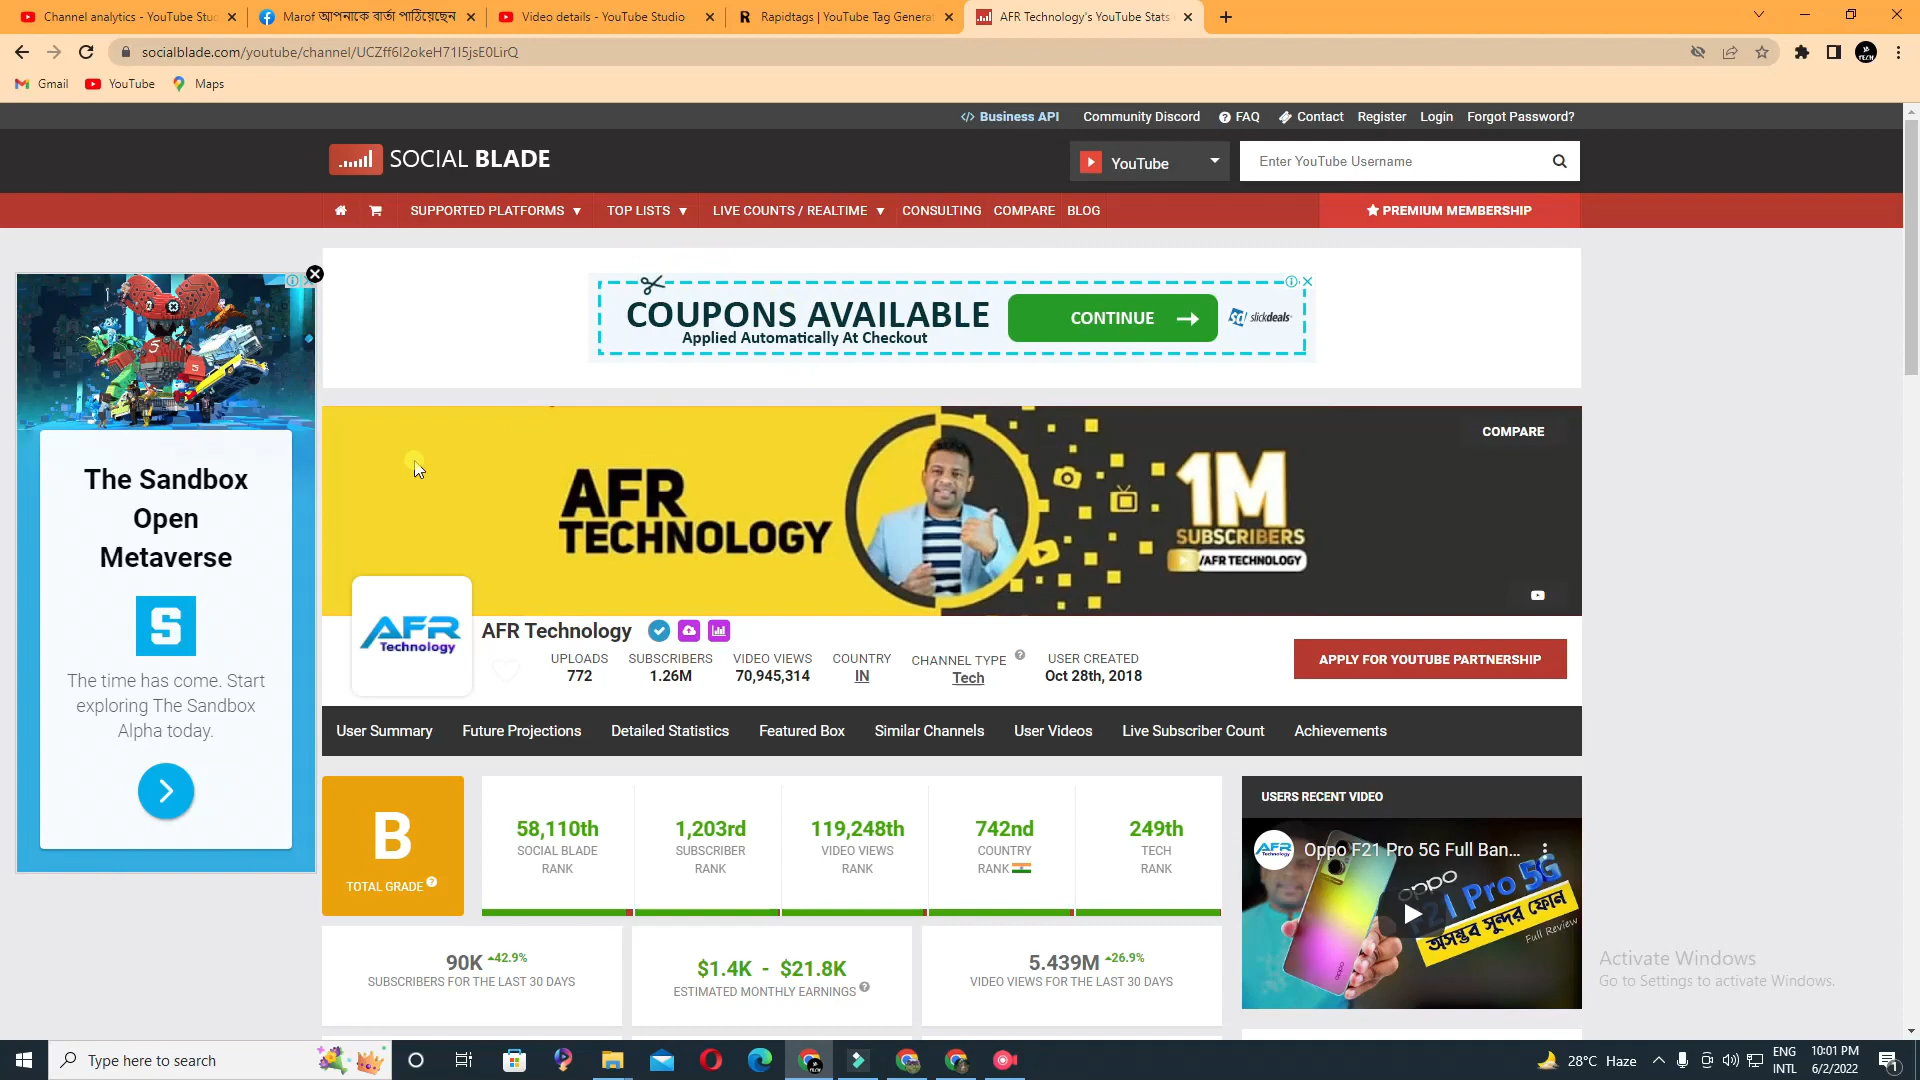 Channel analytics - YouTube Stu
Marof আপনাকে বার্তা পাঠিয়েছেন
Video details - YouTube Studio
Rapidtags | YouTube Tag Generat
AFR Technology's YouTube Stats
socialblade.com/youtube/channel/UCZff6I2okeH71I5jsE0LirQ
Gmail
YouTube
Maps
</> Business API
Community Discord
FAQ
Contact
Register
Login
Forgot Password?
SOCIAL BLADE
YouTube
Enter YouTube Username
SUPPORTED PLATFORMS
TOP LISTS
LIVE COUNTS / REALTIME
CONSULTING
COMPARE
BLOG
PREMIUM MEMBERSHIP
COUPONS AVAILABLE
Applied Automatically At Checkout
CONTINUE
slickdeals
The Sandbox
Open
Metaverse
S
The time has come. Start
exploring The Sandbox
Alpha today.
COMPARE
AFR
TECHNOLOGY
1M
SUBSCRIBERS
/AFR TECHNOLOGY
AFR
Technology
AFR Technology
UPLOADS
772
SUBSCRIBERS
1.26M
VIDEO VIEWS
70,945,314
COUNTRY
IN
CHANNEL TYPE
Tech
USER CREATED
Oct 28th, 2018
APPLY FOR YOUTUBE PARTNERSHIP
User Summary
Future Projections
Detailed Statistics
Featured Box
Similar Channels
User Videos
Live Subscriber Count
Achievements
B
TOTAL GRADE
58,110th
SOCIAL BLADE
RANK
1,203rd
SUBSCRIBER
RANK
119,248th
VIDEO VIEWS
RANK
742nd
COUNTRY
RANK
249th
TECH
RANK
90K +42.9%
SUBSCRIBERS FOR THE LAST 30 DAYS
$1.4K - $21.8K
ESTIMATED MONTHLY EARNINGS
5.439M +26.9%
VIDEO VIEWS FOR THE LAST 30 DAYS
USERS RECENT VIDEO
AFR
Technology
Oppo F21 Pro 5G Full Ban...
oppo
F21 Pro 5G
অসম্ভব সুন্দর ফোন
Full Review
Activate Windows
Go to Settings to activate Windows.
Type here to search
28°C Haze
ENG
INTL
10:01 PM
6/2/2022
1